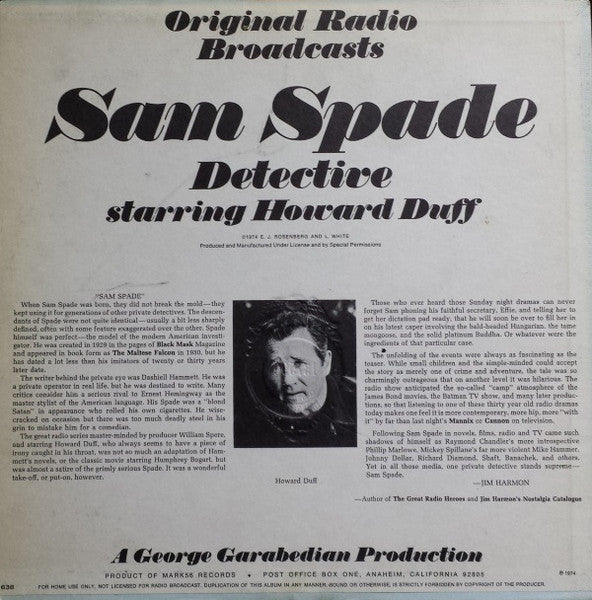 Original Radio
Broadcasts
Sam Spade
Detective
starring Howard Duff
©1974 E. J. ROSENBERG AND L. WHITE
Produced and Manufactured Under License and by Special Permissions
"SAM SPADE"
When Sam Spade was born, they did not break the mold—they
kept using it for generations of other private detectives. The descen-
dants of Spade were not quite identical—usually a bit less sharply
defined, often with some feature exaggerated over the other. Spade
himself was perfect—the model of the modern American investi-
gator. He was created in 1929 in the pages of Black Mask Magazine
and appeared in book form as The Maltese Falcon in 1930, but he
has dated a lot less than his imitators of twenty or thirty years
later date.
The writer behind the private eye was Dashiell Hammett. He was
a private operator in real life, but he was destined to write. Many
critics consider him a serious rival to Ernest Hemingway as the
master stylist of the American language. His Spade was a "blond
Satan" in appearance who rolled his own cigarettes. He wise-
cracked on occasion but there was too much deadly steel in his
grin to mistake him for a comedian.
The great radio series master-minded by producer William Spere,
and starring Howard Duff, who always seems to have a piece of
irony caught in his throat, was not so much an adaptation of Ham-
mett's novels, or the classic movie starring Humphrey Bogart, but
was almost a satire of the grimly serious Spade. It was a wonderful
take-off, or put-on, however.
Howard Duff
Those who ever heard those Sunday night dramas can never
forget Sam phoning his faithful secretary, Effie, and telling her to
get her dictation pad ready, that he will soon be over to fill her in
on his latest caper involving the bald-headed Hungarian, the tame
mongoose, and the solid platinum Buddha. Or whatever were the
ingredients of that particular case.
The unfolding of the events were always as fascinating as the
teaser. While small children and the simple-minded could accept
the story as merely one of crime and adventure, the tale was so
charmingly outrageous that on another level it was hilarious. The
radio show anticipated the so-called "camp" atmosphere of the
James Bond movies, the Batman TV show, and many later produc-
tions, so that listening to one of those thirty year old radio dramas
today makes one feel it is more contemporary, more hip, more "with
it" by far than last night's Mannix or Cannon on television.
Following Sam Spade in novels, films, radio and TV came such
shadows of himself as Raymond Chandler's more introspective
Phillip Marlowe, Mickey Spillane's far more violent Mike Hammer,
Johnny Dollar, Richard Diamond, Shaft, Banachek, and others.
Yet in all those media, one private detective stands supreme—
Sam Spade.
—JIM HARMON
—Author of The Great Radio Heroes and Jim Harmon's Nostalgia Catalogue
A George Garabedian Production
PRODUCT OF MARK56 RECORDS • POST OFFICE BOX ONE, ANAHEIM, CALIFORNIA 92805
℗ 1974
636 FOR HOME USE ONLY, NOT LICENSED FOR RADIO BROADCAST, DUPLICATION OF THIS ALBUM IN ANY MANNER, SOUND OR OTHERWISE, IS STRICTLY FORBIDDEN BY COPYRIGHT OF THE PRODUCER.